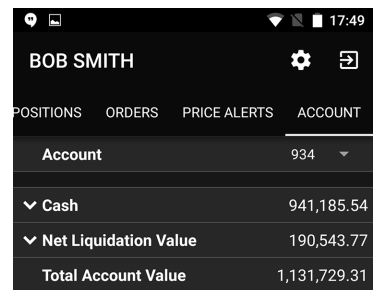 17:49
BOB SMITH
POSITIONS ORDERS PRICE ALERTS ACCOUNT
Account 934
Cash 941,185.54
Net Liquidation Value 190,543.77
Total Account Value 1,131,729.31